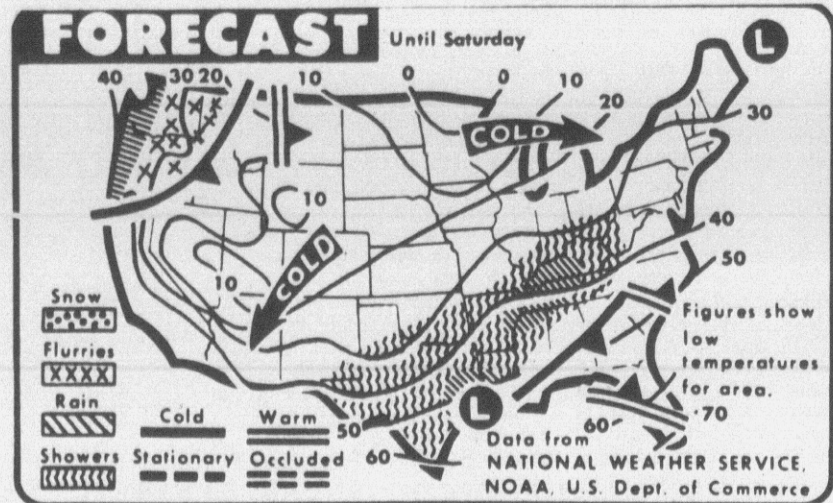 FORECAST Until Saturday
L
40 30 20 10 0 0 10
20
30
COLD
10
40
50
COLD
10
Snow
Flurries
Rain
Showers
Cold Warm
Stationary Occluded
Figures show
low
temperatures
for area.
L
50
60
60
70
Data from
NATIONAL WEATHER SERVICE,
NOAA, U.S. Dept. of Commerce